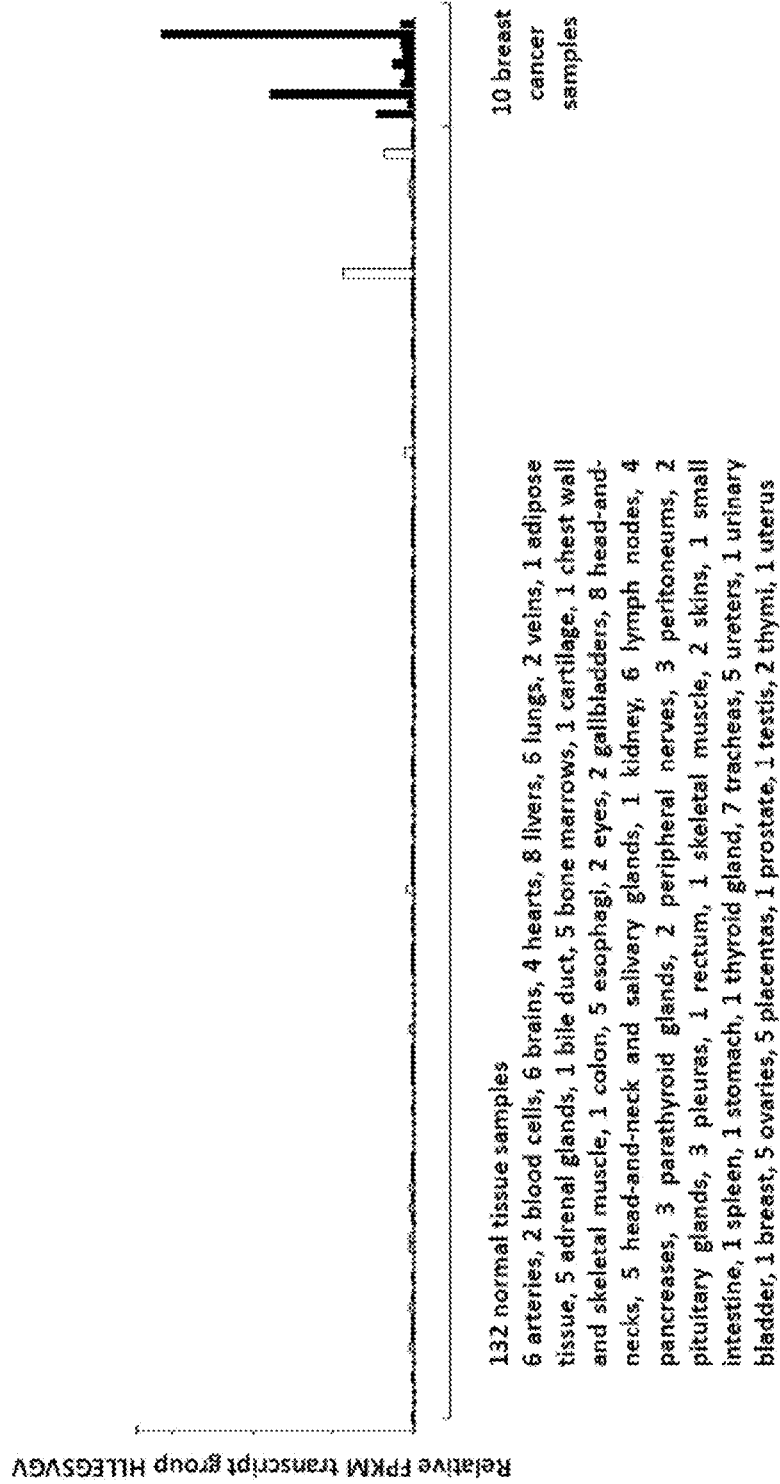 Relative FPKM transcript group HLLEGSVGV
132 normal tissue samples
6 arteries, 2 blood cells, 6 brains, 4 hearts, 8 livers, 6 lungs, 2 veins, 1 adipose
tissue, 5 adrenal glands, 1 bile duct, 5 bone marrows, 1 cartilage, 1 chest wall
and skeletal muscle, 1 colon, 5 esophagi, 2 eyes, 2 gallbladders, 8 head-and-
necks, 5 head-and-neck and salivary glands, 1 kidney, 6 lymph nodes, 4
pancreases, 3 parathyroid glands, 2 peripheral nerves, 3 peritoneums, 2
pituitary glands, 3 pleuras, 1 rectum, 1 skeletal muscle, 2 skins, 1 small
intestine, 1 spleen, 1 stomach, 1 thyroid gland, 7 tracheas, 5 ureters, 1 urinary
bladder, 1 breast, 5 ovaries, 5 placentas, 1 prostate, 1 testis, 2 thymi, 1 uterus
10 breast
cancer
samples